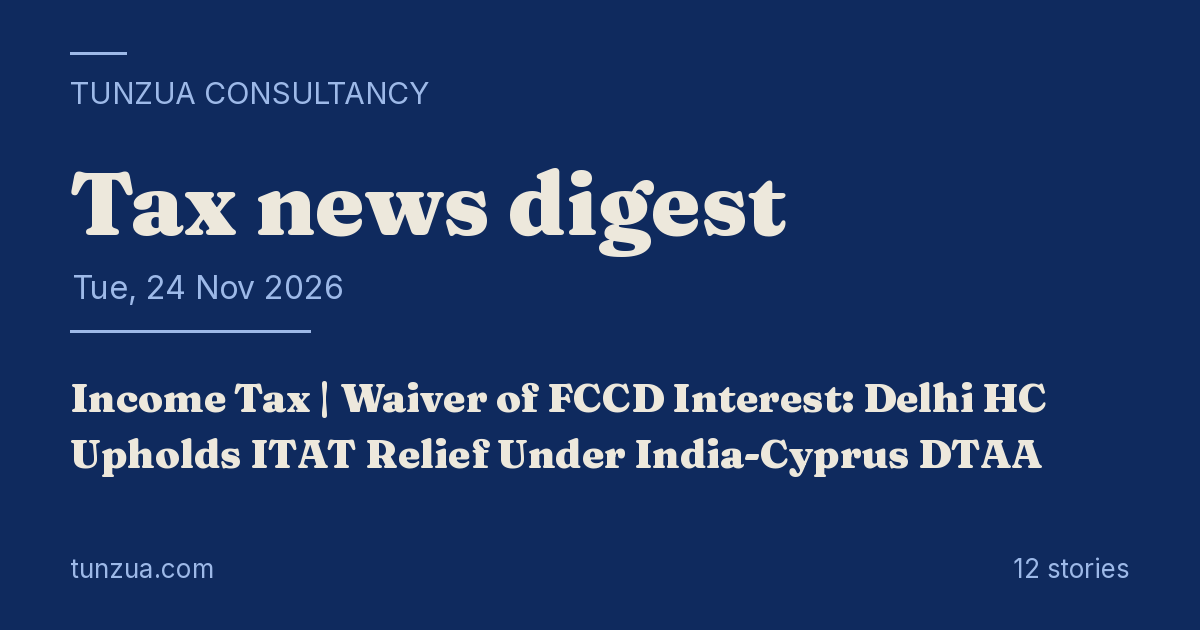 TUNZUA CONSULTANCY
Tax news digest
Tue, 24 Nov 2026
Income Tax | Waiver of FCCD Interest: Delhi HC
Upholds ITAT Relief Under India-Cyprus DTAA
tunzua.com
12 stories